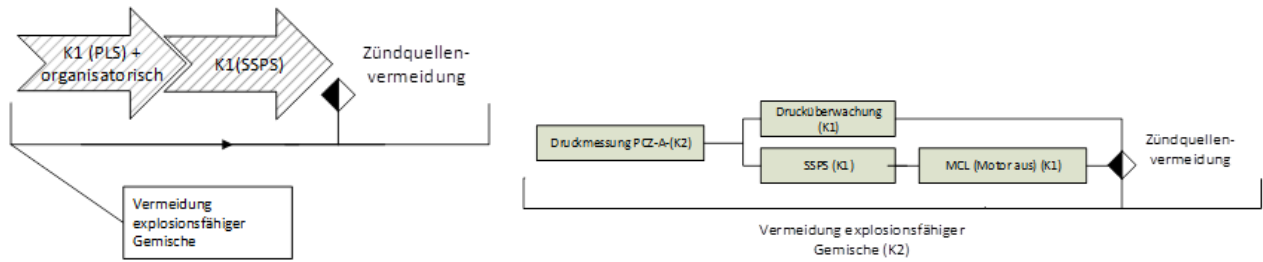 K1 (PLS) +
organisatorisch
K1(SSPS)
Zündquellen-
vermeidung
Vermeidung
explosionsfähiger
Gemische
Druckmessung PCZ-A-(K2)
Drucküberwachung
(K1)
SSPS (K1)
MCL (Motor aus) (K1)
Zündquellen-
vermeidung
Vermeidung explosionsfähiger
Gemische (K2)